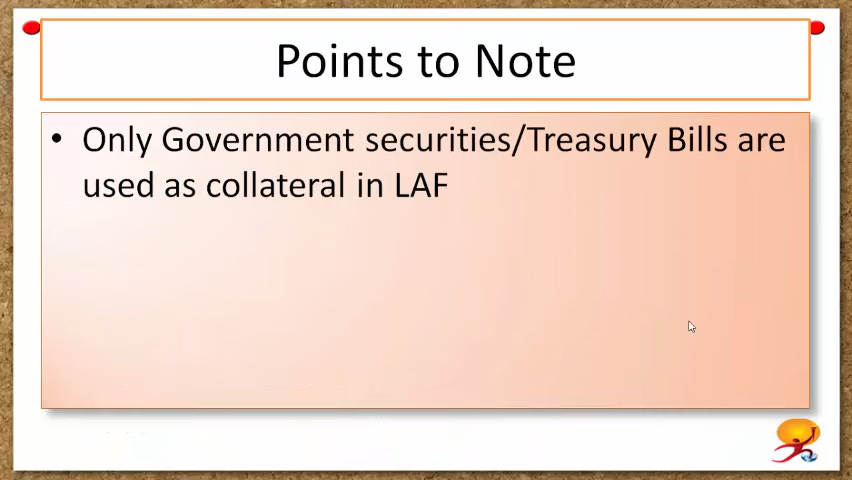 Points to Note
• Only Government securities/Treasury Bills are
used as collateral in LAF